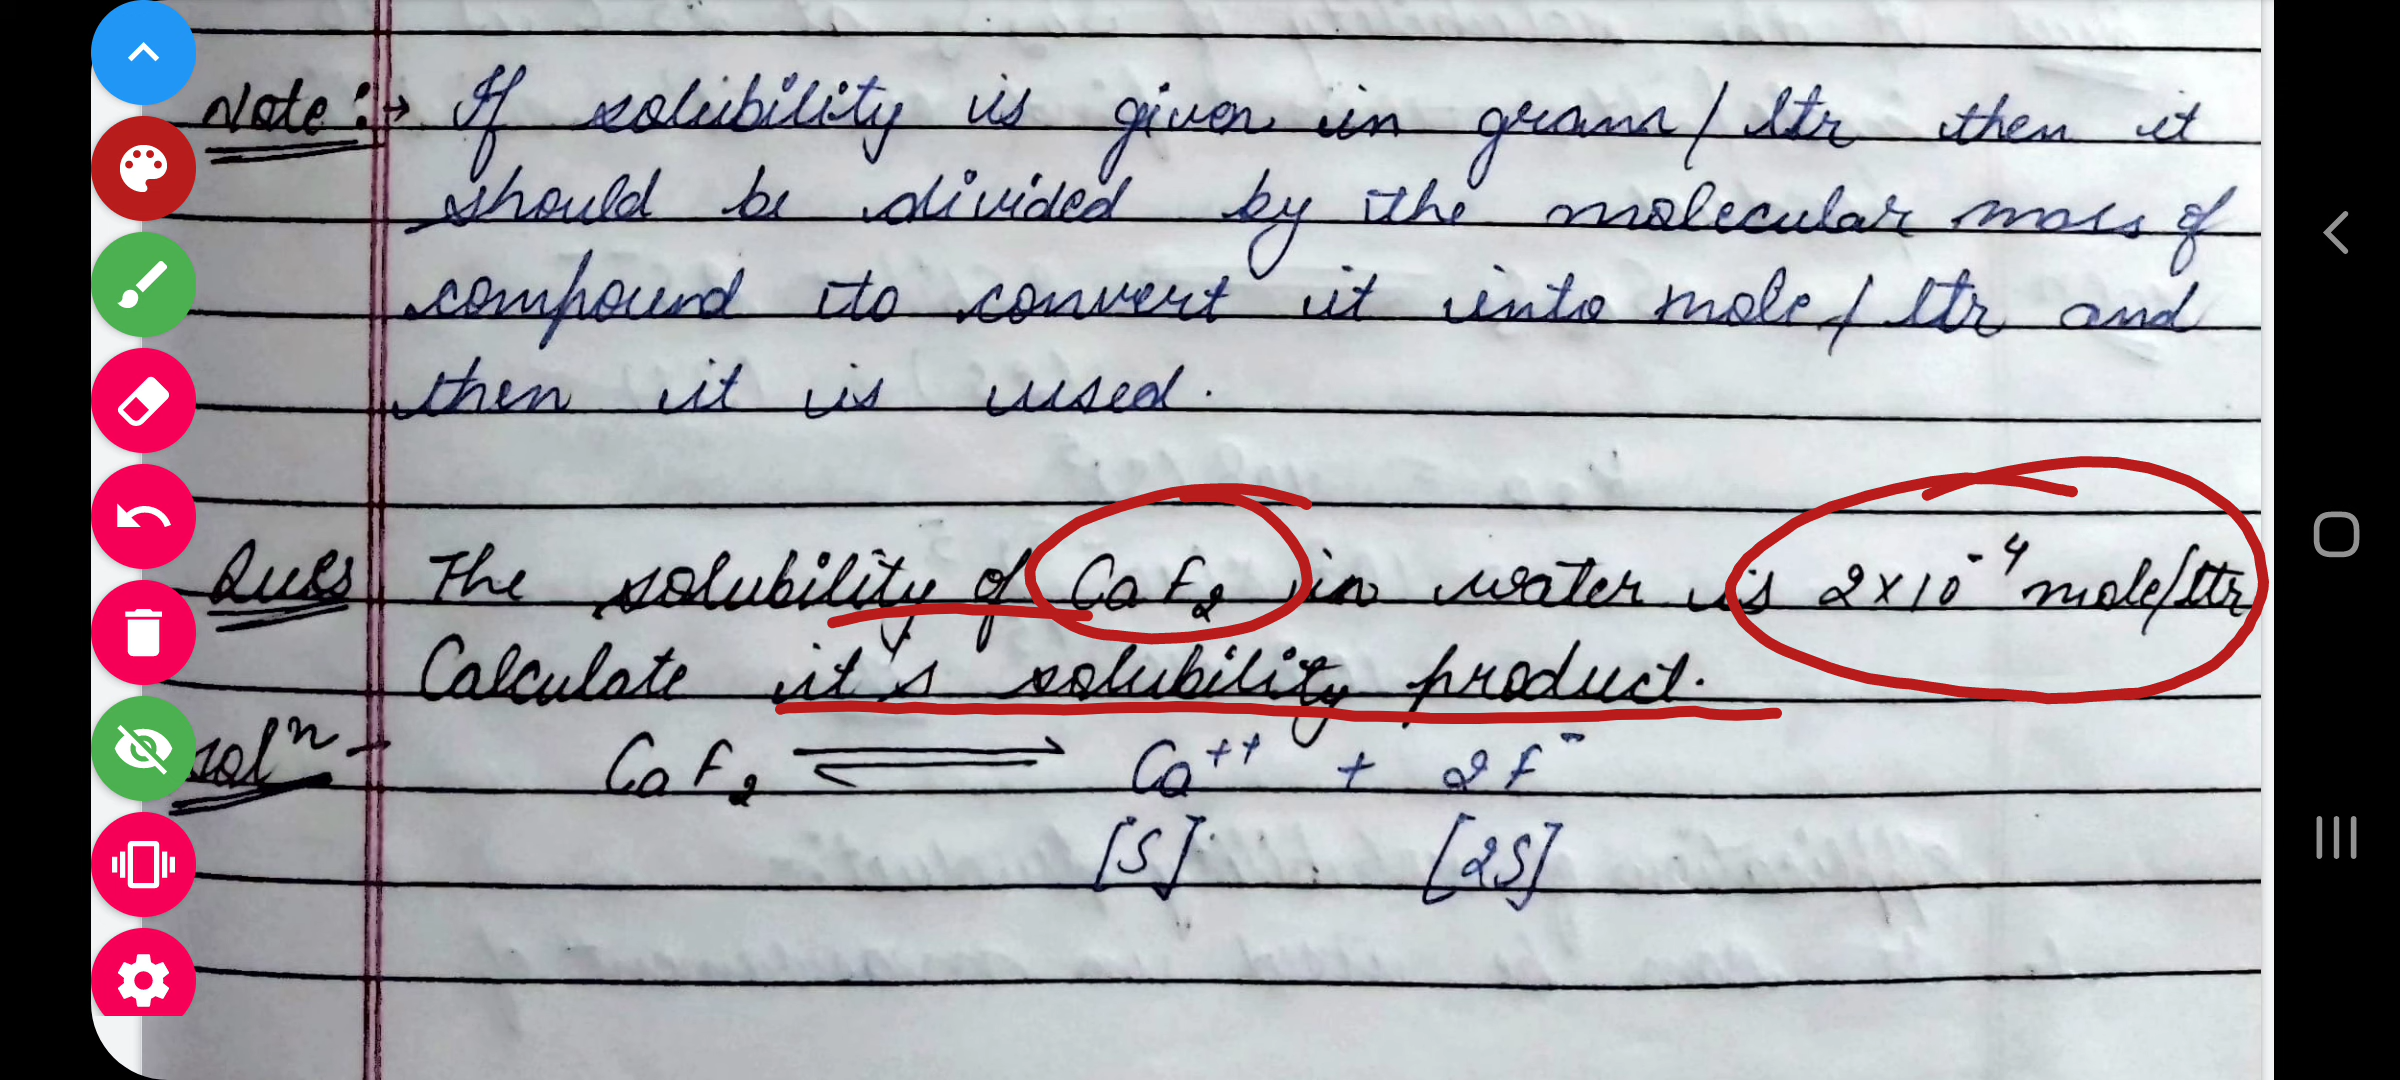 Note :→ If solubility is given in gram/ltr then it
should be divided by the molecular mass of
compound to convert it into mole/ltr and
then it is used.
Ques The solubility of CaF₂ in water is 2×10⁻⁴ mole/ltr
Calculate it's solubility product.
solⁿ → CaF₂ ⇌ Ca⁺⁺ + 2F⁻
[S] [2S]